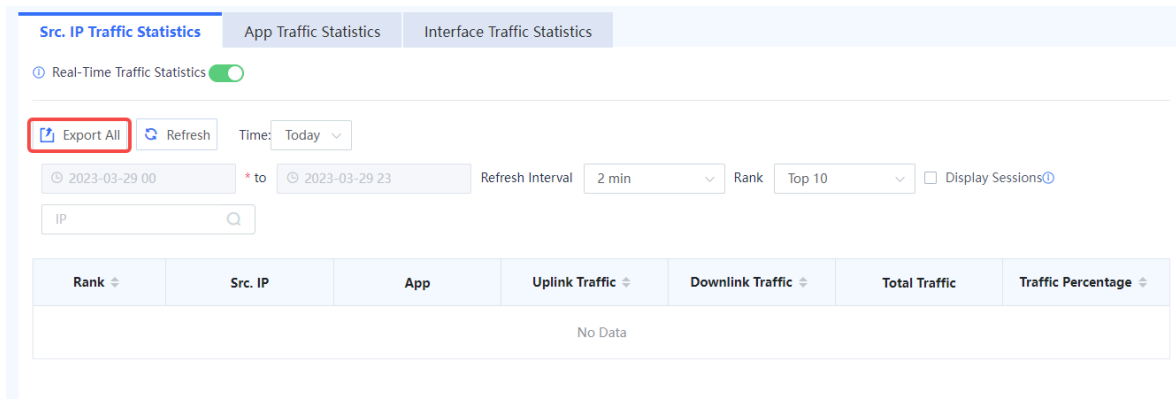 Src. IP Traffic Statistics App Traffic Statistics Interface Traffic Statistics
Real-Time Traffic Statistics
Export All Refresh Time: Today
2023-03-29 00 * to 2023-03-29 23 Refresh Interval 2 min Rank Top 10 Display Sessions
IP
Rank Src. IP App Uplink Traffic Downlink Traffic Total Traffic Traffic Percentage
No Data